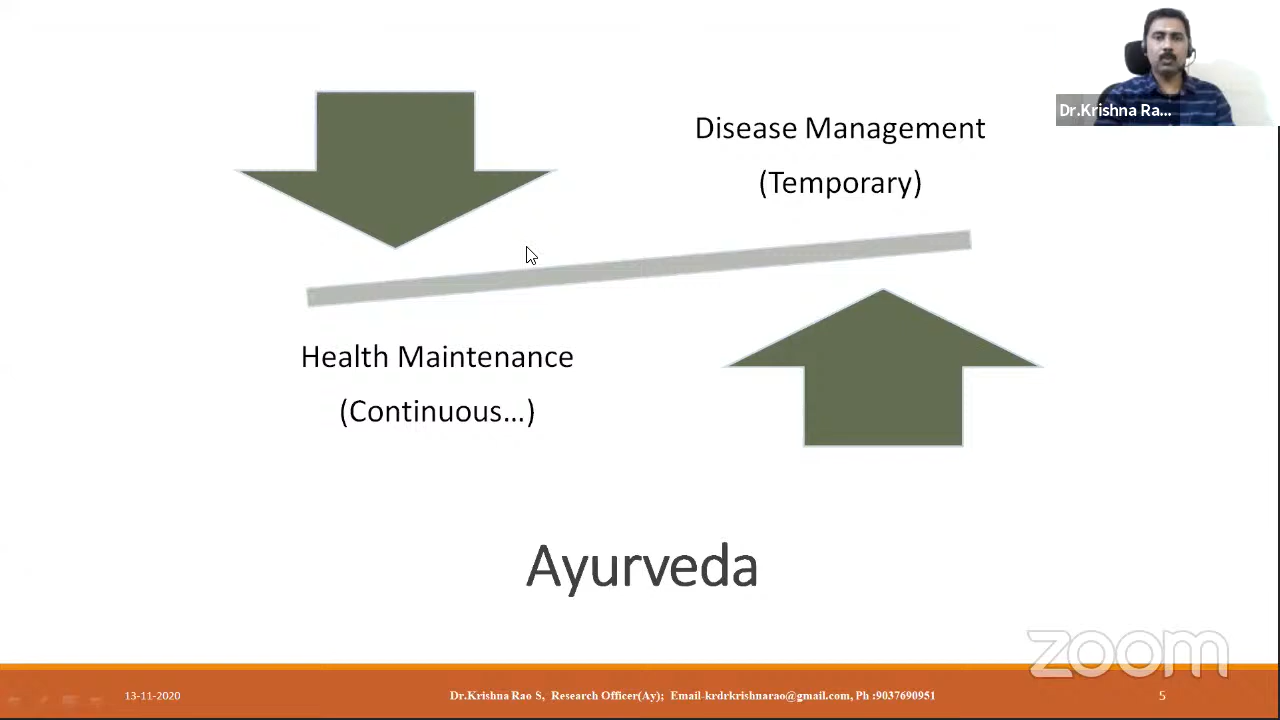 Dr.Krishna Ra...
Disease Management
(Temporary)
Health Maintenance
(Continuous...)
Ayurveda
zoom
13-11-2020
Dr.Krishna Rao S, Research Officer(Ay); Email-krdrkrishnarao@gmail.com, Ph :9037690951
5